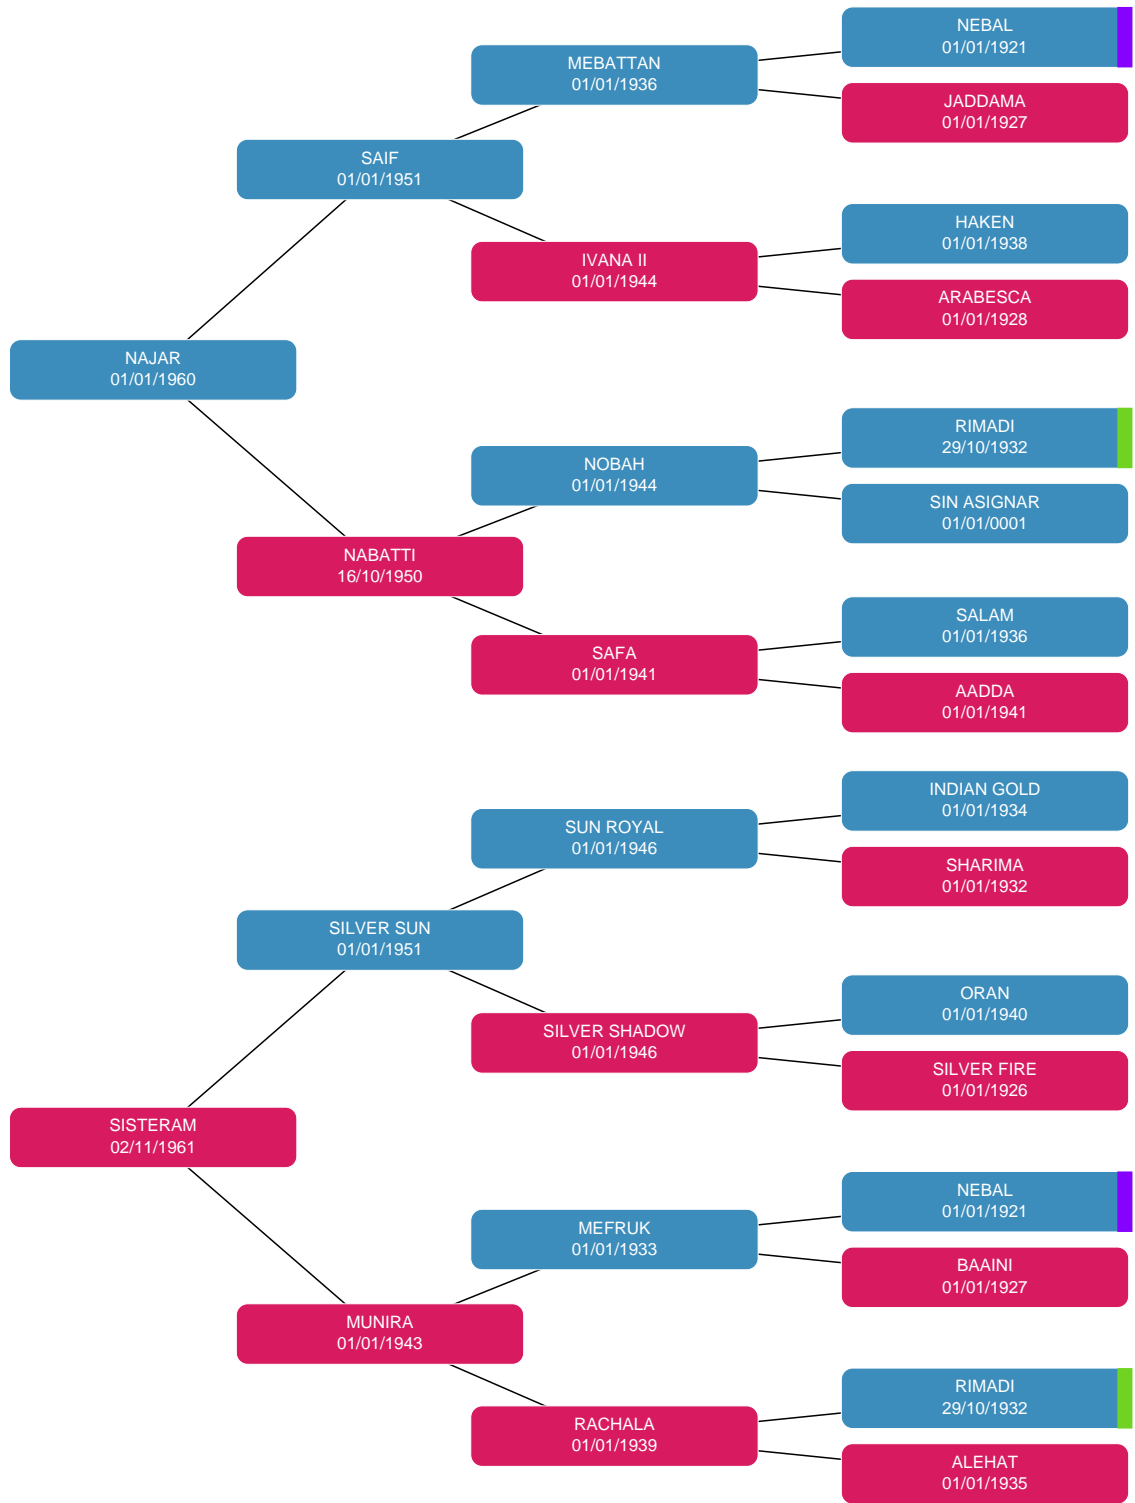 NEBAL
01/01/1921
MEBATTAN
01/01/1936
JADDAMA
01/01/1927
SAIF
01/01/1951
HAKEN
01/01/1938
IVANA II
01/01/1944
ARABESCA
01/01/1928
NAJAR
01/01/1960
RIMADI
29/10/1932
NOBAH
01/01/1944
SIN ASIGNAR
01/01/0001
NABATTI
16/10/1950
SALAM
01/01/1936
SAFA
01/01/1941
AADDA
01/01/1941
INDIAN GOLD
01/01/1934
SUN ROYAL
01/01/1946
SHARIMA
01/01/1932
SILVER SUN
01/01/1951
ORAN
01/01/1940
SILVER SHADOW
01/01/1946
SILVER FIRE
01/01/1926
SISTERAM
02/11/1961
NEBAL
01/01/1921
MEFRUK
01/01/1933
BAAINI
01/01/1927
MUNIRA
01/01/1943
RIMADI
29/10/1932
RACHALA
01/01/1939
ALEHAT
01/01/1935